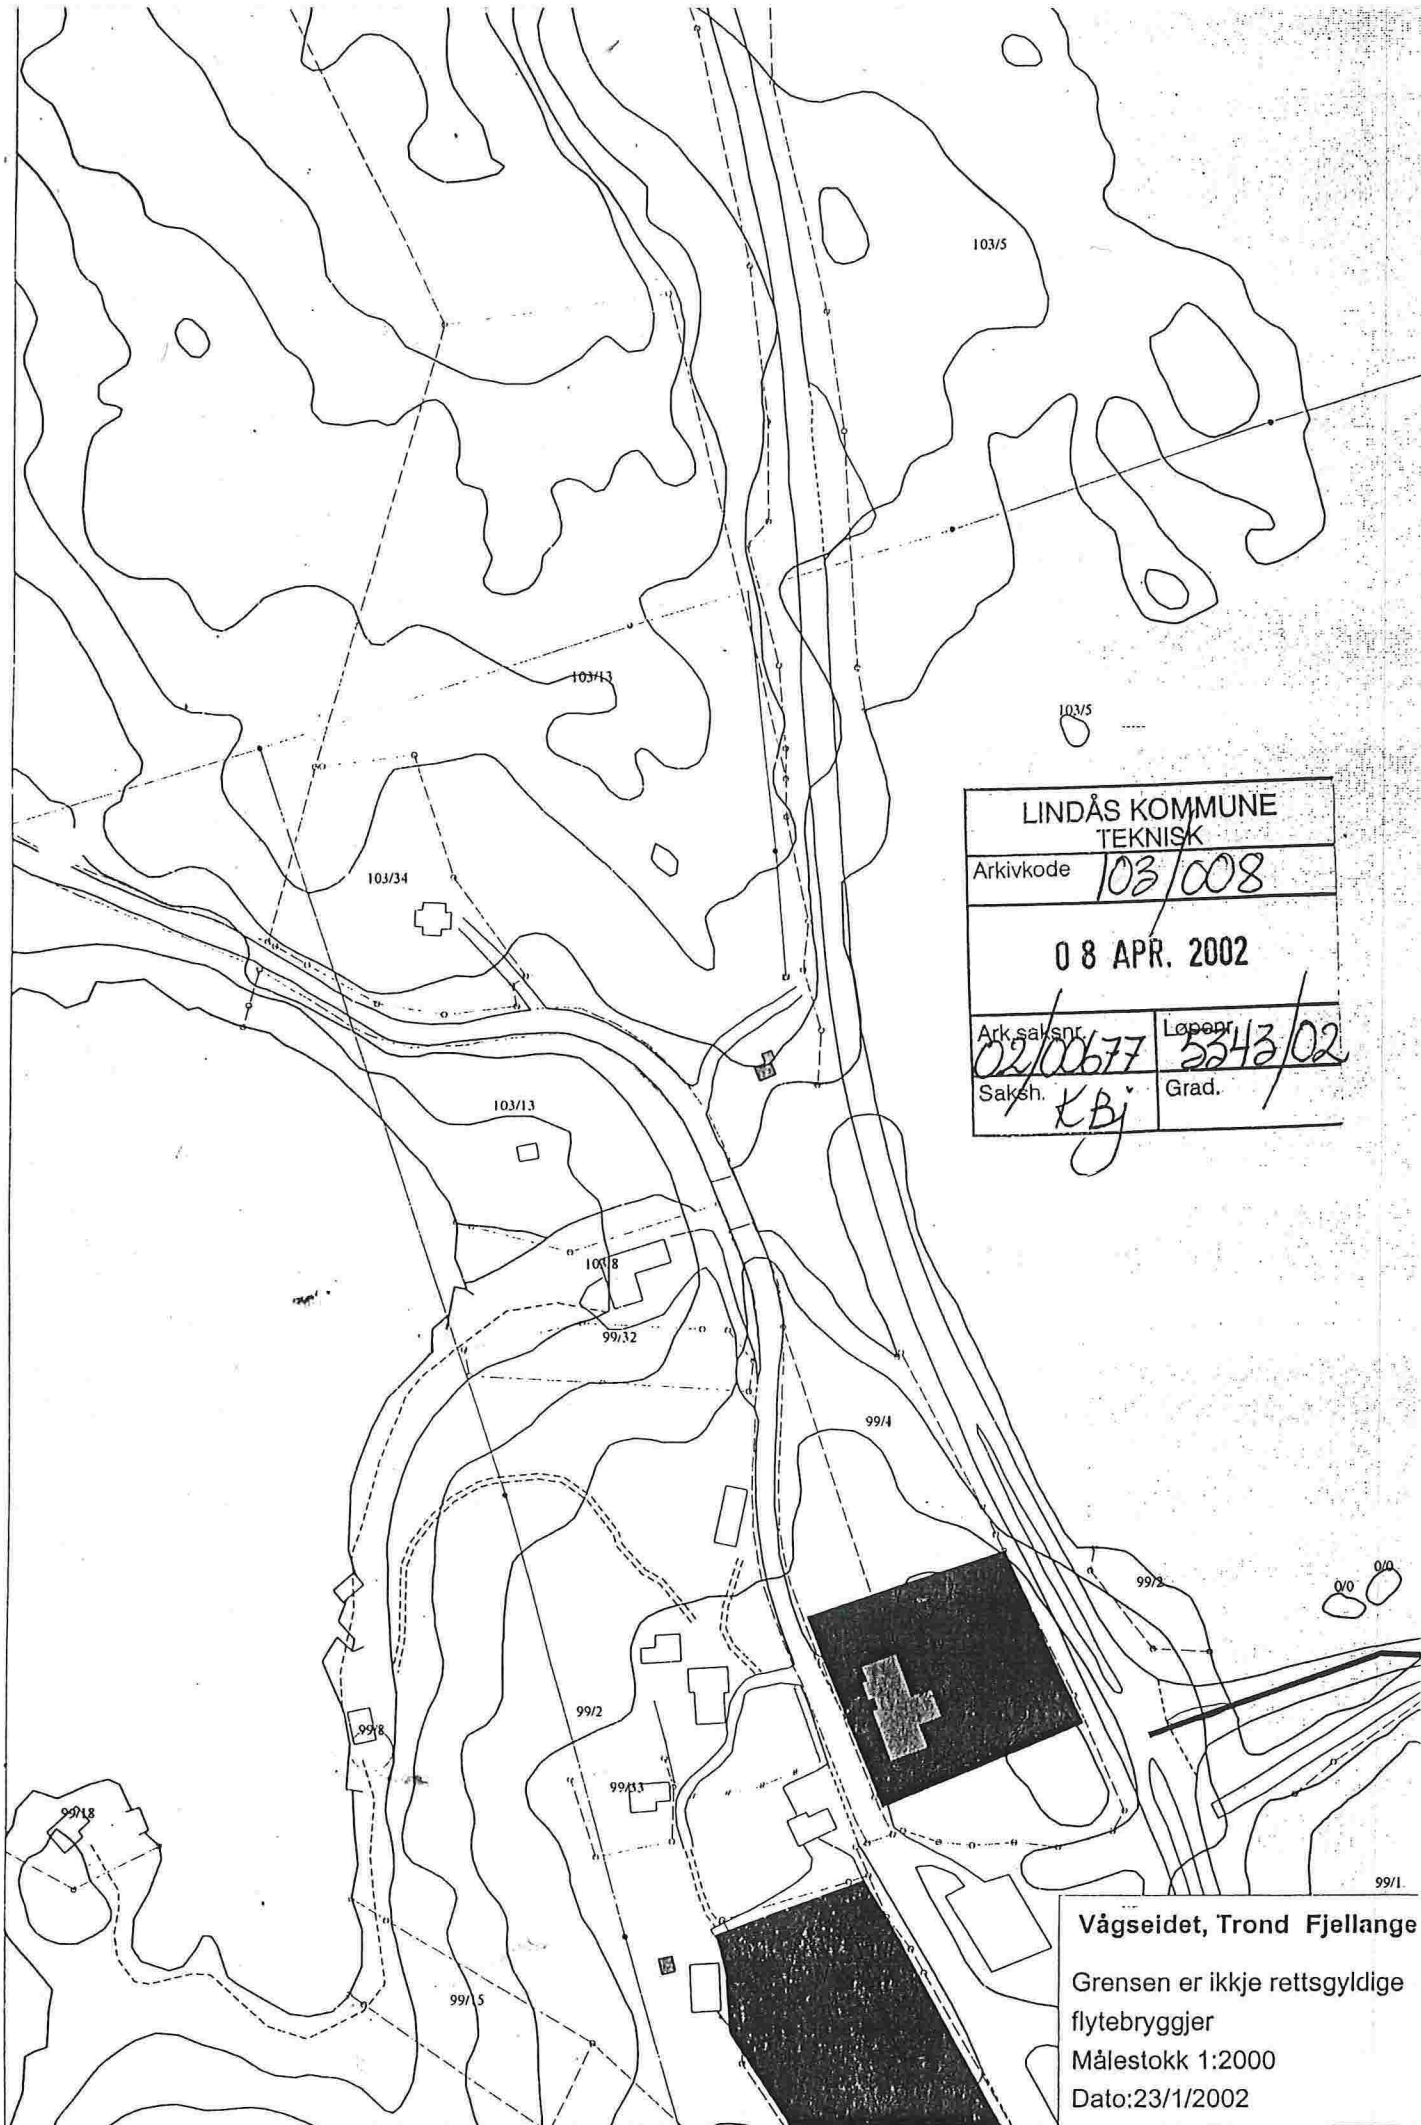 103/5
103/13
103/5
LINDÅS KOMMUNE
TEKNISK
Arkivkode 103/008
08 APR. 2002
Ark.saksnr. 02/00677
Løpenr. 5343/02
Saksh. KBj
Grad.
103/34
103/13
103/8
99/32
99/4
99/2
0/0
0/0
99/2
99/8
99/33
99/18
99/1
99/15
Vågseidet, Trond Fjellange
Grensen er ikkje rettsgyldige
flytebryggjer
Målestokk 1:2000
Dato:23/1/2002